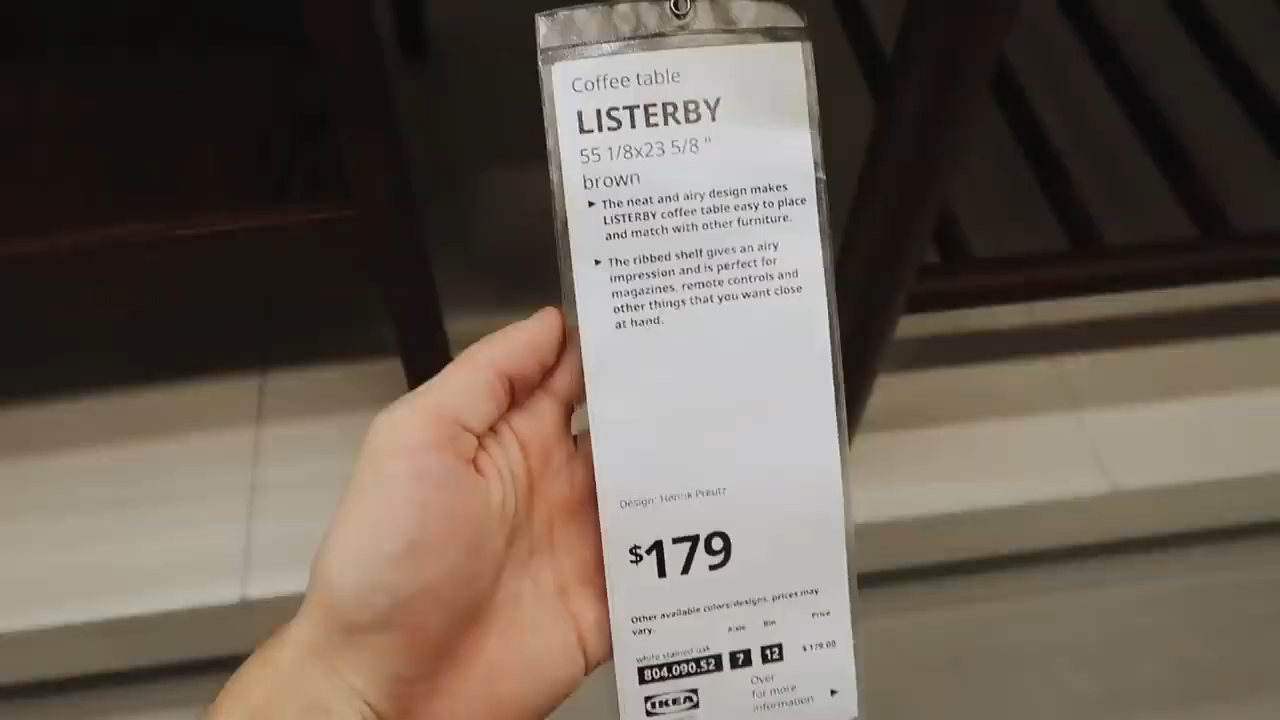 Coffee table
LISTERBY
55 1/8x23 5/8 "
brown
► The neat and airy design makes
LISTERBY coffee table easy to place
and match with other furniture.
► The ribbed shelf gives an airy
impression and is perfect for
magazines, remote controls and
other things that you want close
at hand.
Design: Henrik Preutz
$179
Other available colors/designs, prices may
vary.
Aisle Bin Price
white stained oak
804.090.52 7 12 $ 179.00
IKEA
Over
for more
information ►